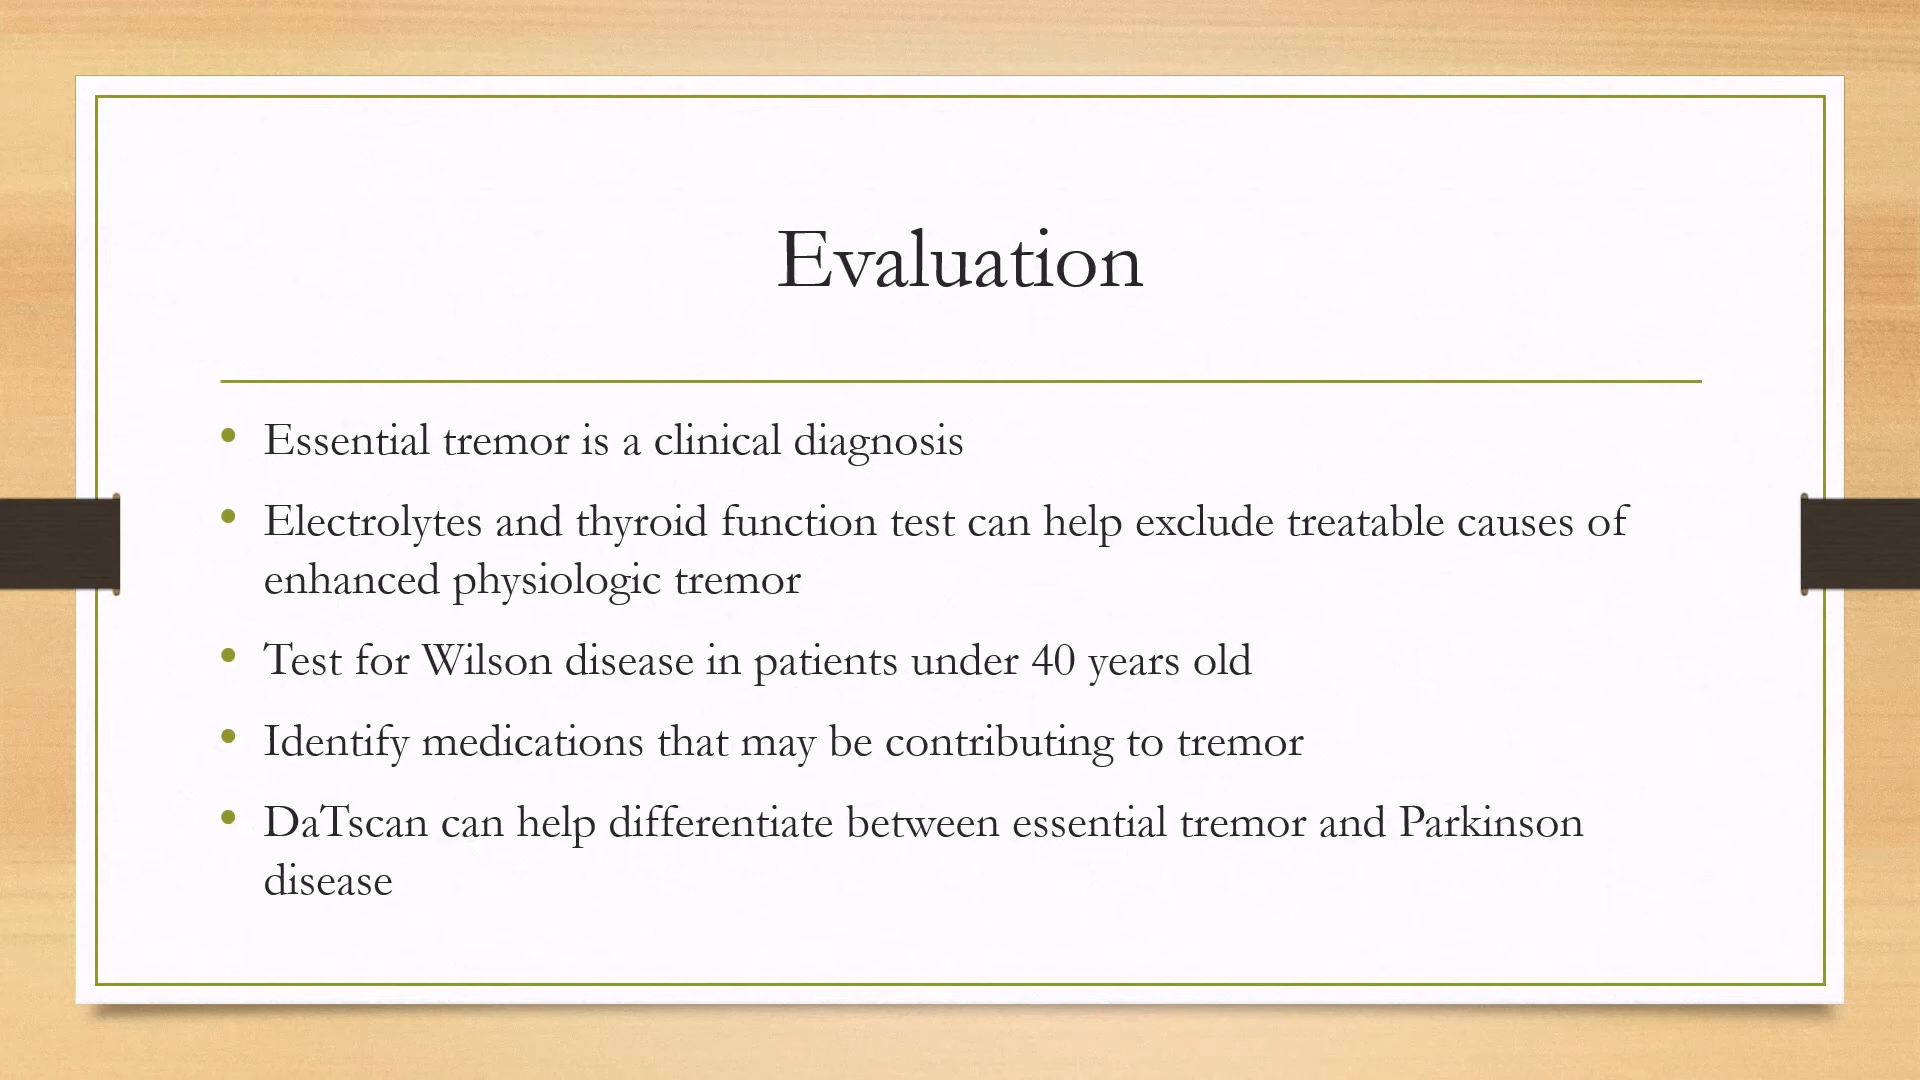 Evaluation
• Essential tremor is a clinical diagnosis
• Electrolytes and thyroid function test can help exclude treatable causes of
enhanced physiologic tremor
• Test for Wilson disease in patients under 40 years old
• Identify medications that may be contributing to tremor
• DaTscan can help differentiate between essential tremor and Parkinson
disease